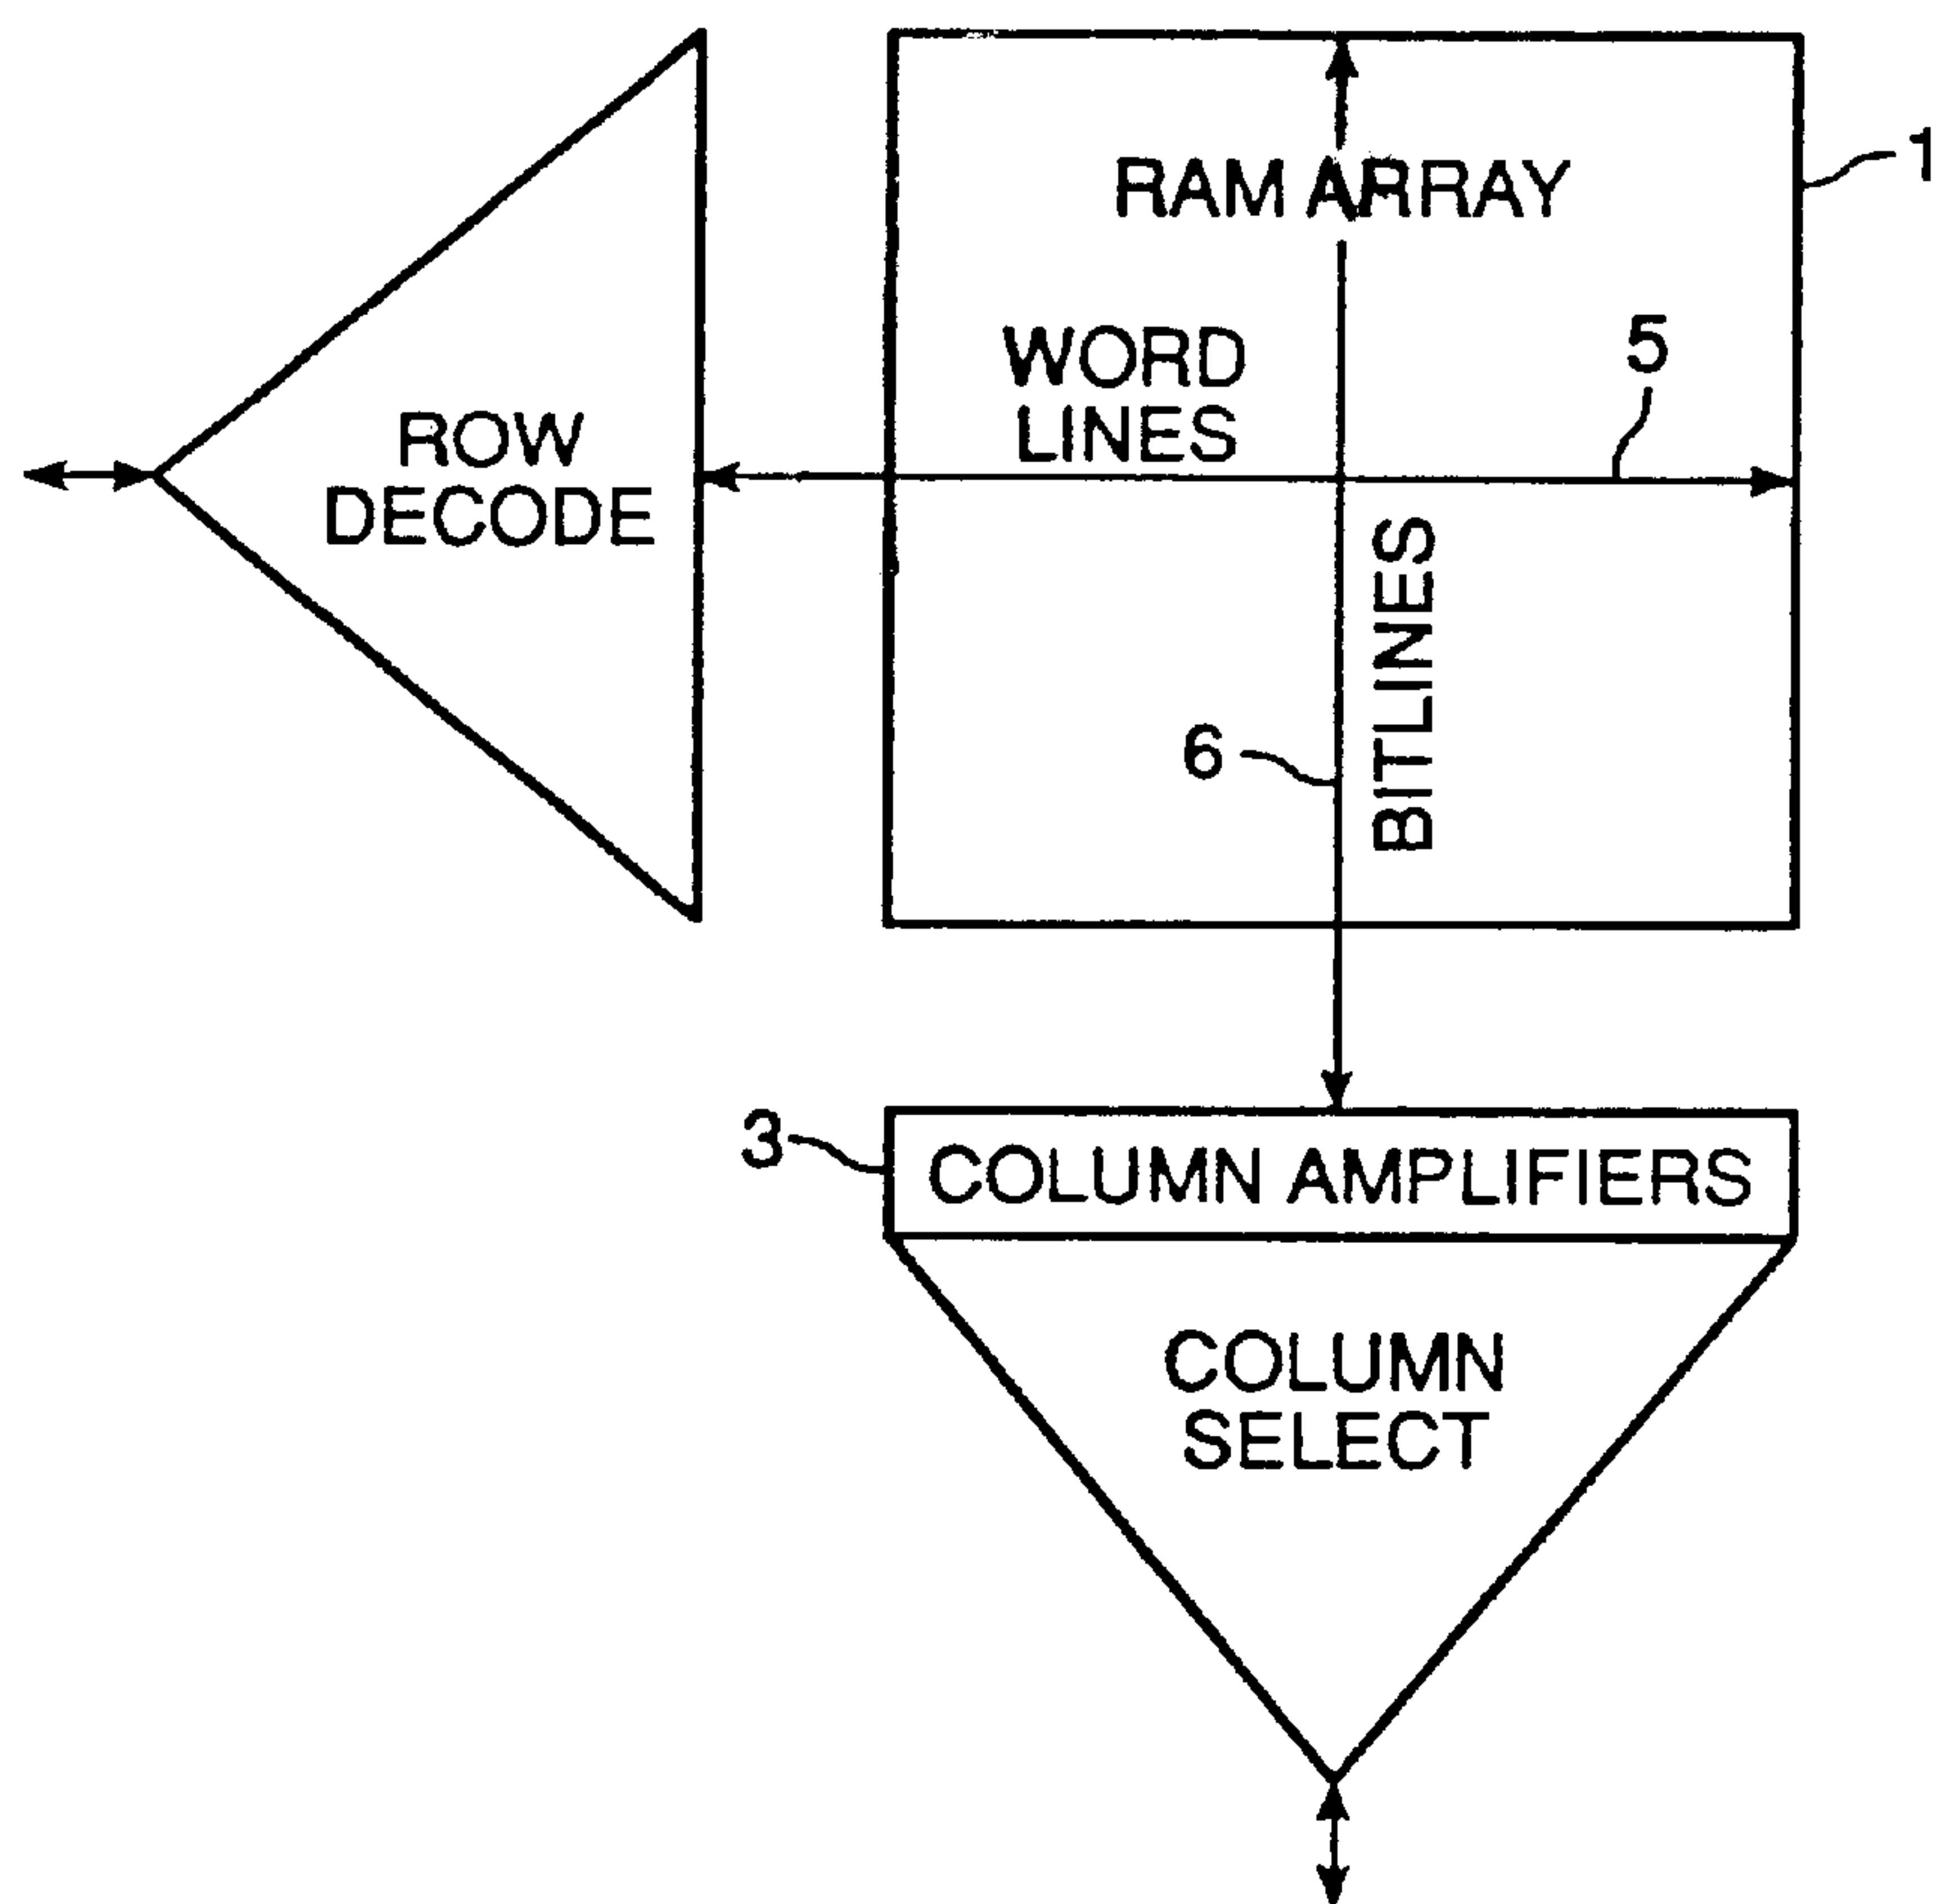 RAM ARRAY
1
WORD
LINES
5
ROW
DECODE
BITLINES
6
3
COLUMN AMPLIFIERS
COLUMN
SELECT